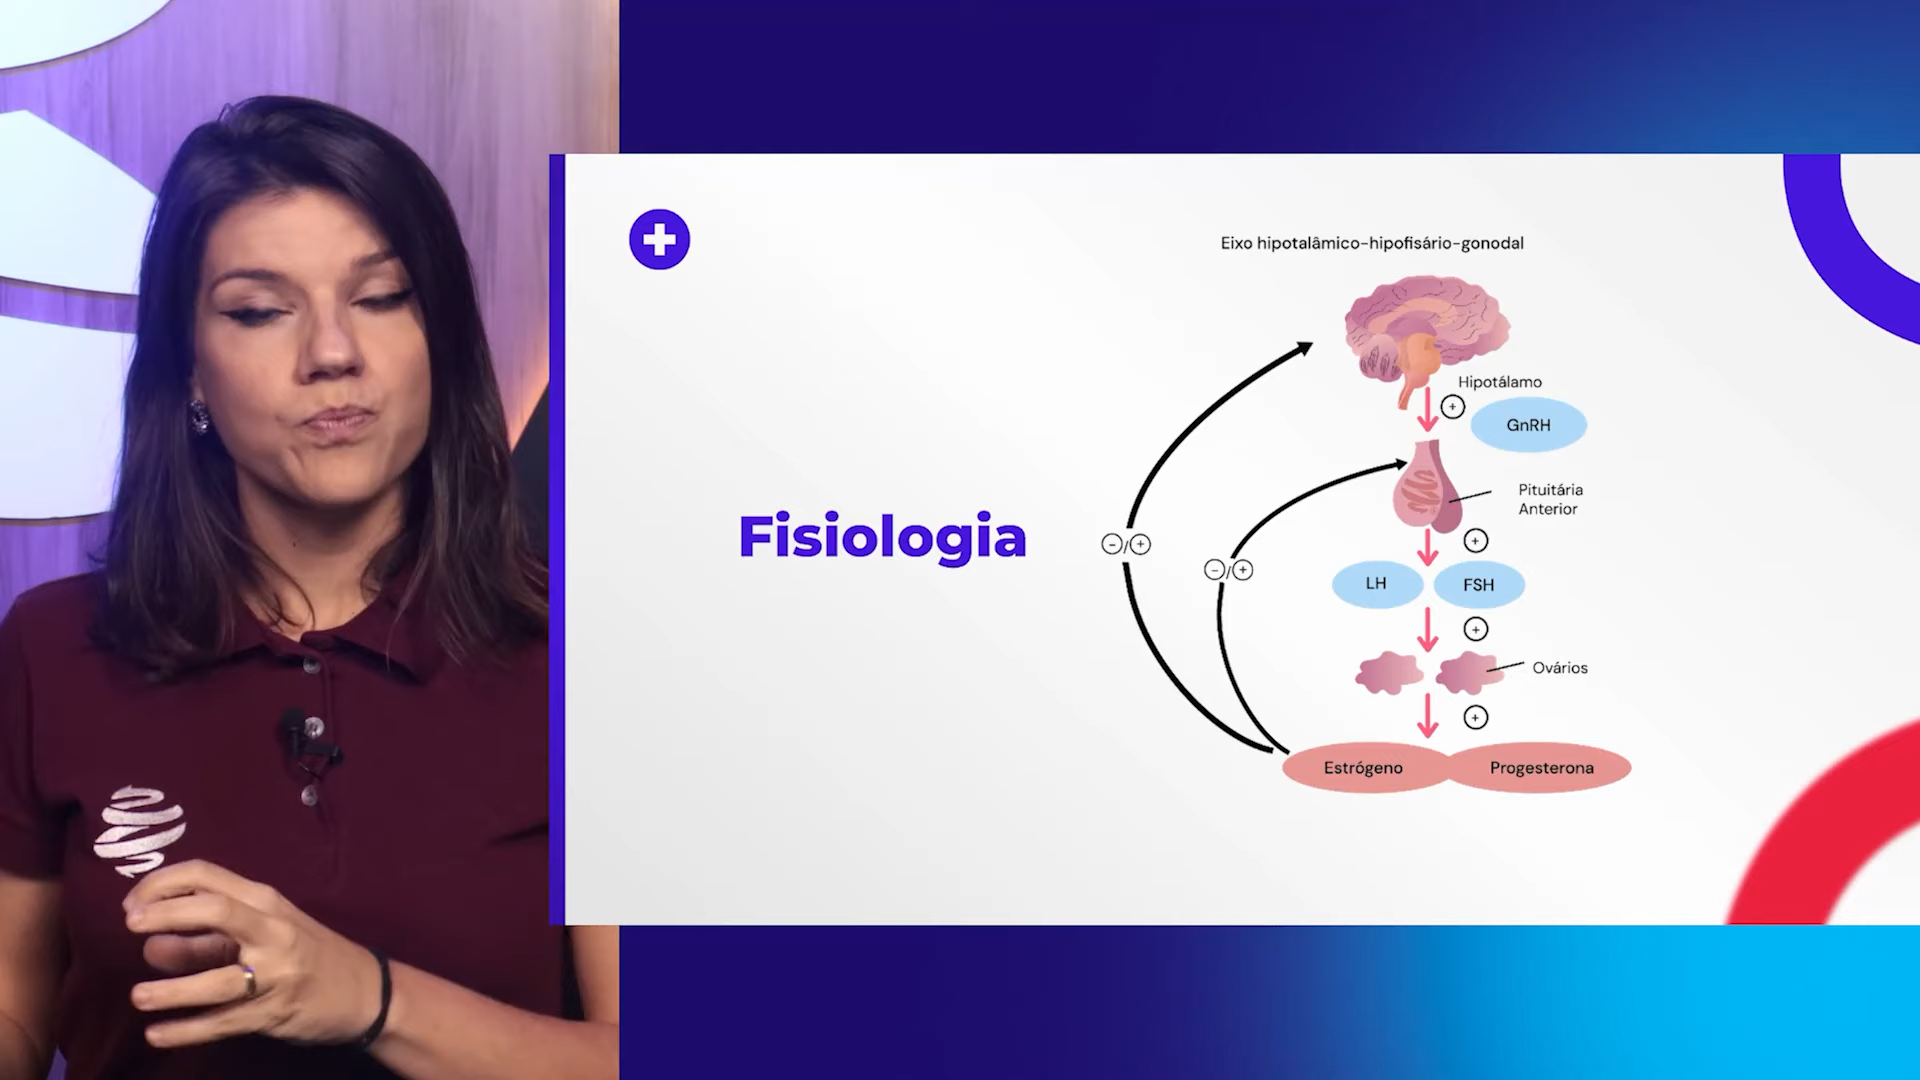 Eixo hipotalâmico-hipofisário-gonodal
Hipotálamo
+
GnRH
Pituitária
Anterior
+
Fisiologia
-/+
-/+
LH
FSH
+
Ovários
+
Estrógeno
Progesterona